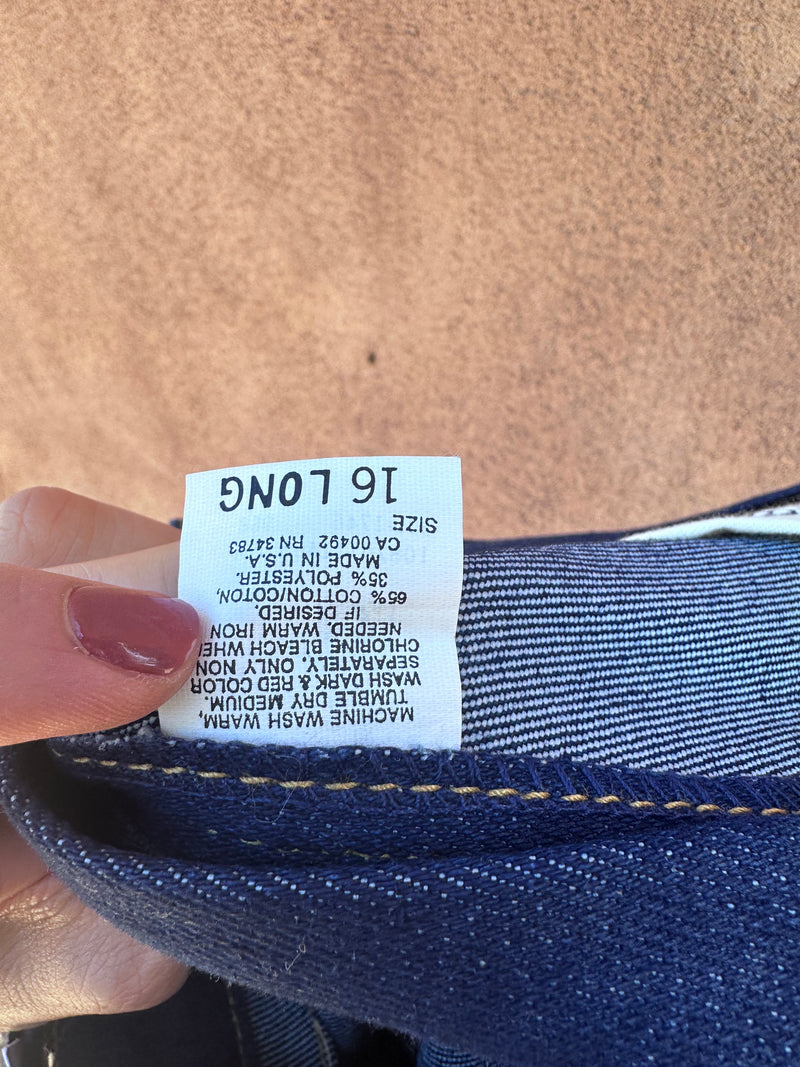 MACHINE WASH WARM,
TUMBLE DRY MEDIUM.
WASH DARK & RED COLOR
SEPARATELY. ONLY NON
CHLORINE BLEACH WHE
NEEDED. WARM IRON
IF DESIRED.
65% COTTON/COTON,
35% POLYESTER.
MADE IN U.S.A.
CA 00492 RN 34783
SIZE
16 LONG